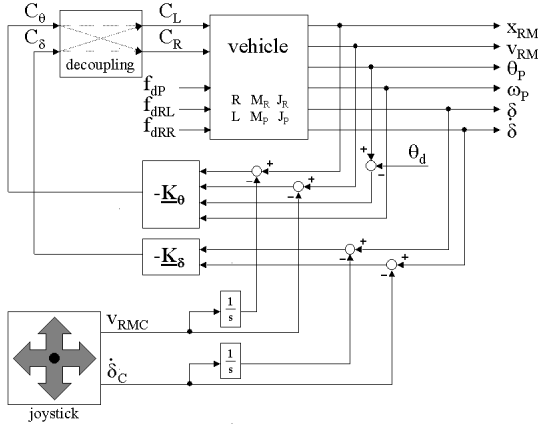 Cθ
CL
xRM
Cδ
CR
vehicle
vRM
decoupling
θP
fdP
ωP
R MR JR
fdRL
δ
L MP JP
fdRR
δ̇
+
θd
−
+
−
+
−
-Kθ
+
−
-Kδ
+
−
1/s
vRMC
1/s
δ̇C
joystick